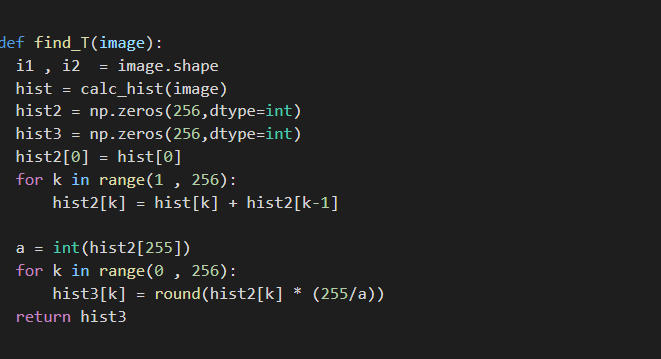 def find_T(image):
  i1 , i2  = image.shape
  hist = calc_hist(image)
  hist2 = np.zeros(256,dtype=int)
  hist3 = np.zeros(256,dtype=int)
  hist2[0] = hist[0]
  for k in range(1 , 256):
      hist2[k] = hist[k] + hist2[k-1]

  a = int(hist2[255])
  for k in range(0 , 256):
      hist3[k] = round(hist2[k] * (255/a))
  return hist3